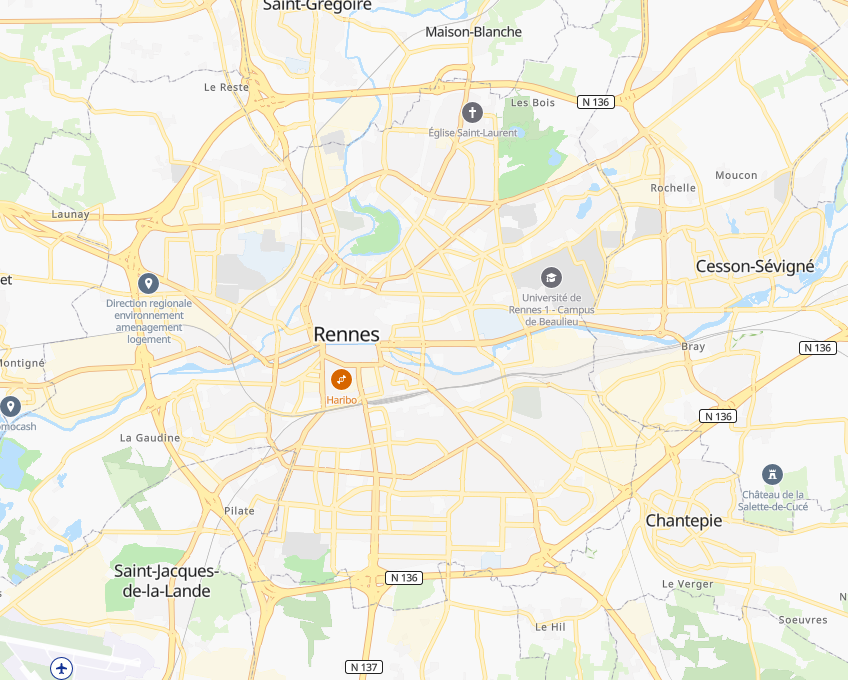 Saint-Grégoire
Maison-Blanche
Le Reste
Les Bois
N 136
Église Saint-Laurent
Moucon
Rochelle
Launay
Cesson-Sévigné
et
Direction regionale
environnement
amenagement
logement
Université de
Rennes 1 - Campus
de Beaulieu
Rennes
Bray
N 136
Montigné
Haribo
omocash
N 136
La Gaudine
Château de la
Salette-de-Cucé
Pilate
Chantepie
Saint-Jacques-
de-la-Lande
N 136
Le Verger
s
N
Soeuvres
Le Hil
N 137